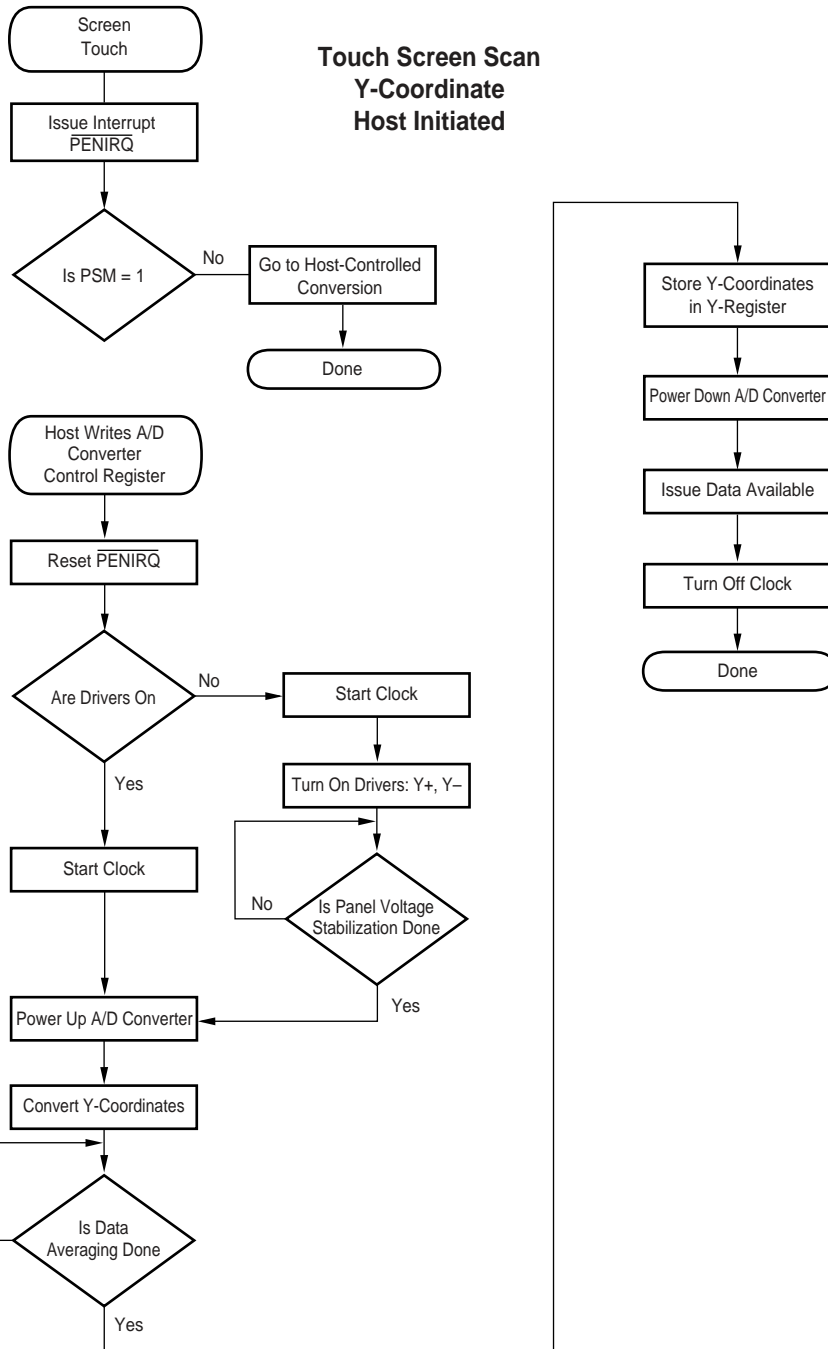 Screen
Touch
Touch Screen Scan
Y-Coordinate
Host Initiated
Issue Interrupt
PENIRQ
Is PSM = 1
No
Go to Host-Controlled
Conversion
Done
Host Writes A/D
Converter
Control Register
Reset PENIRQ
Are Drivers On
No
Start Clock
Yes
Turn On Drivers: Y+, Y–
Start Clock
No
Is Panel Voltage
Stabilization Done
Yes
Power Up A/D Converter
Convert Y-Coordinates
Is Data
Averaging Done
Yes
Store Y-Coordinates
in Y-Register
Power Down A/D Converter
Issue Data Available
Turn Off Clock
Done